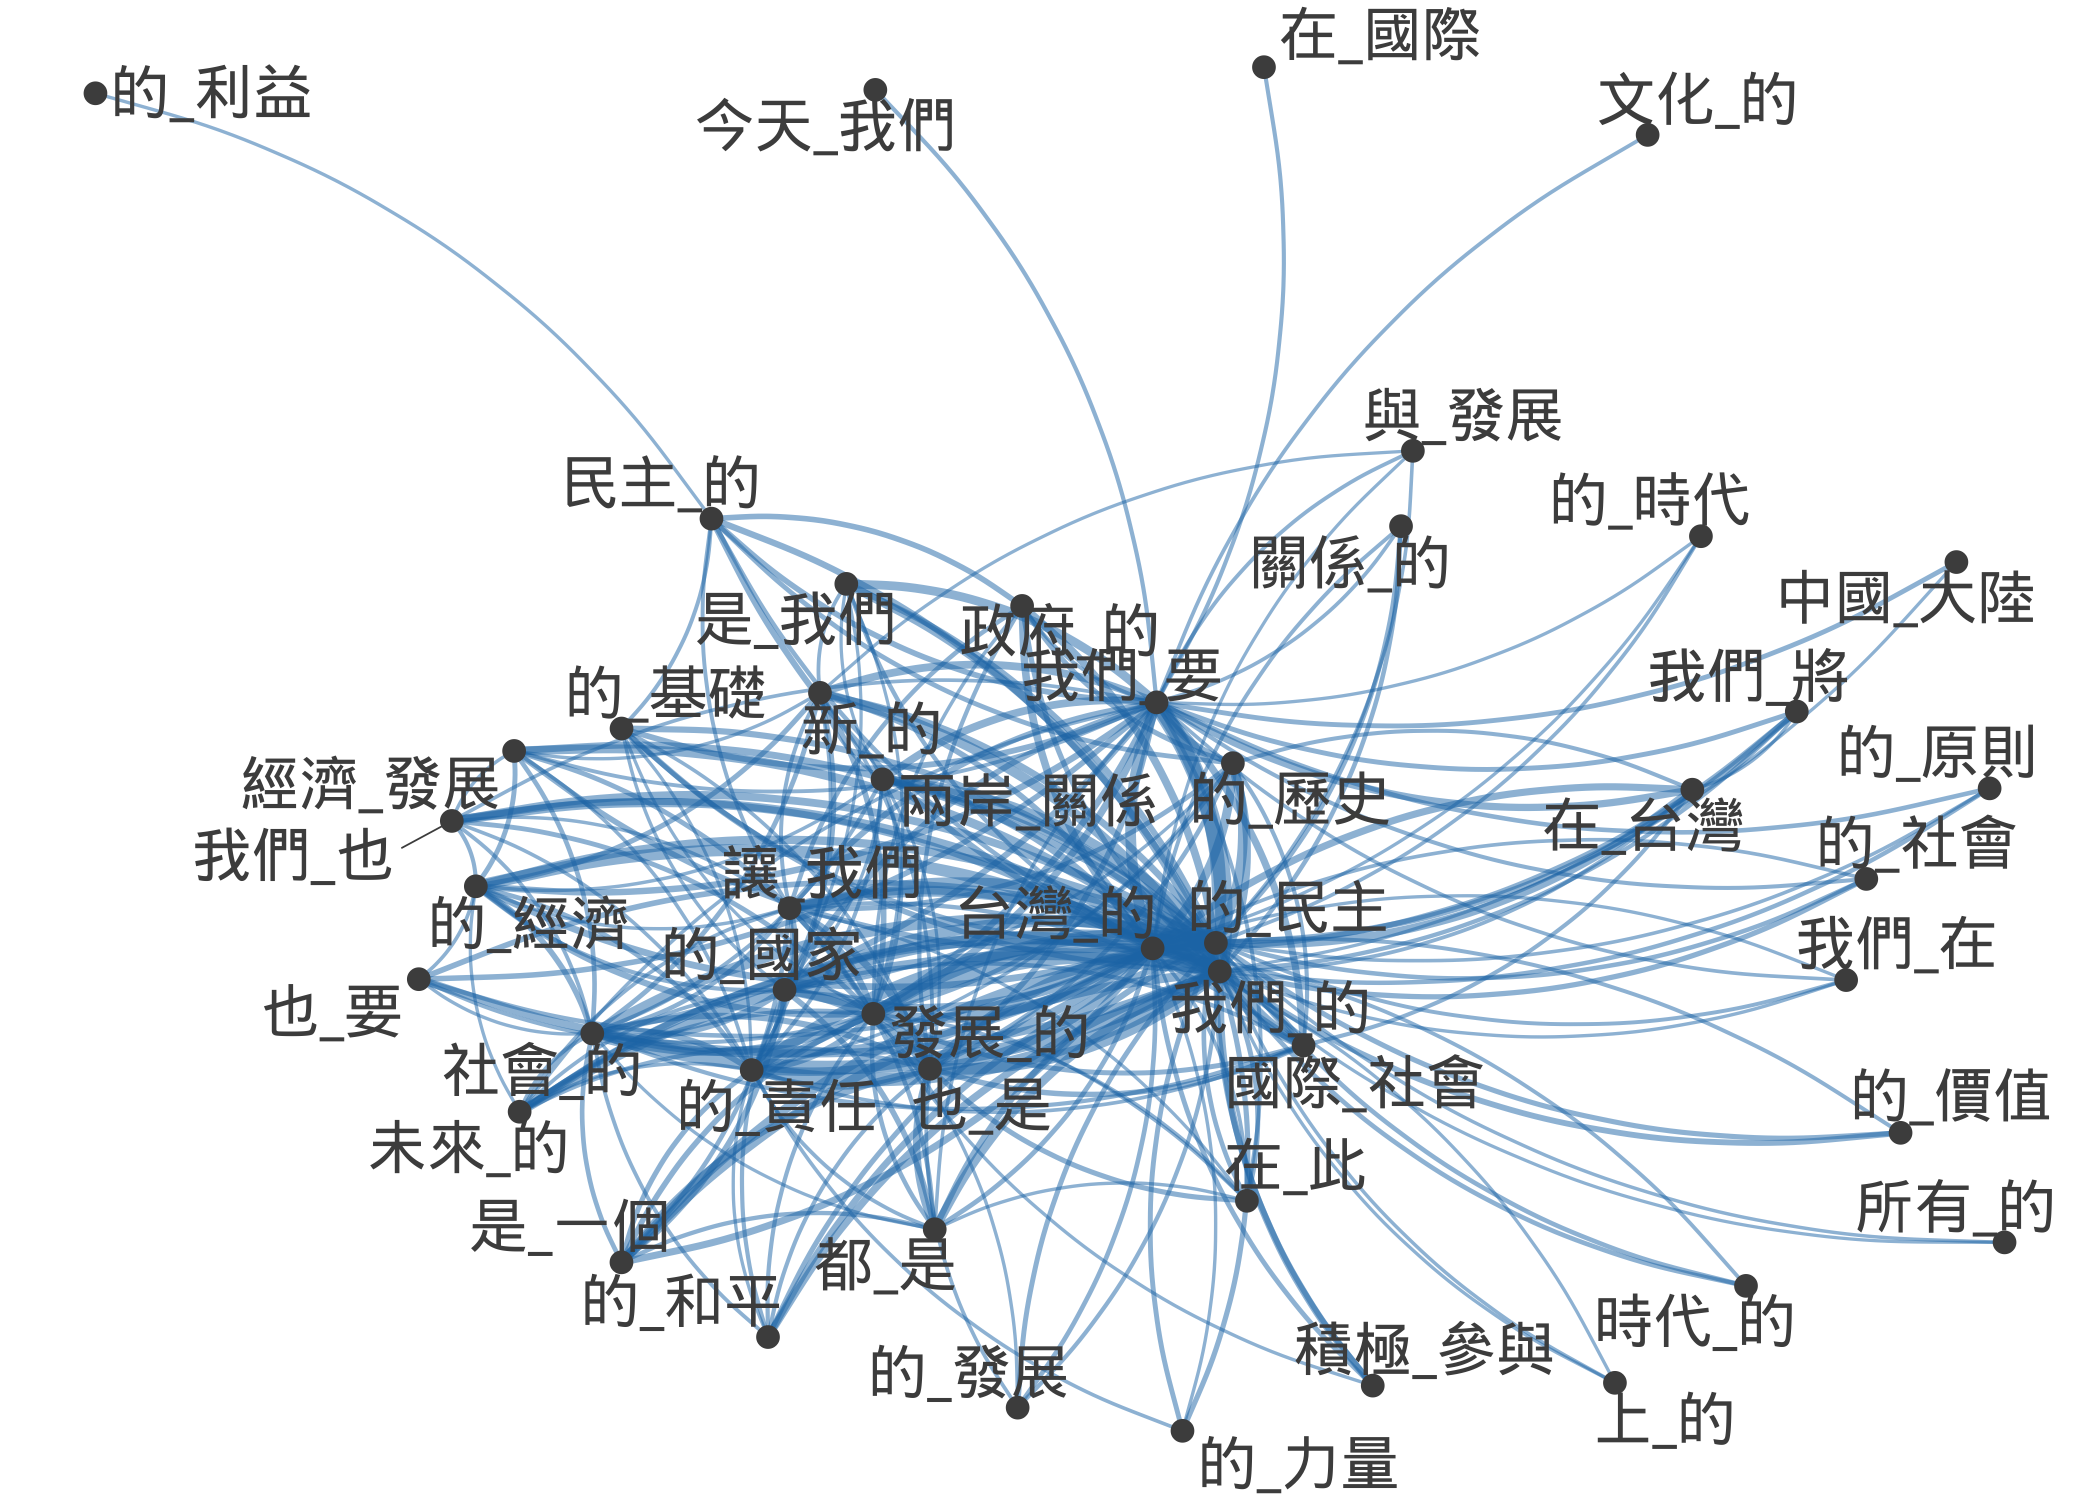 在_國際
的_利益
今天_我們
文化_的
與_發展
民主_的
的_時代
關係_的
中國_大陸
是_我們
政府_的
我們_要
我們_將
的_基礎
新_的
的_原則
經濟_發展
兩岸_關係
的_歷史
在_台灣
我們_也
的_社會
讓_我們
台灣_的
的_民主
的_經濟
的_國家
我們_在
也_要
我們_的
發展_的
社會_的
國際_社會
的_責任
也_是
的_價值
未來_的
在_此
是_一個
所有_的
都_是
的_和平
時代_的
積極_參與
的_發展
上_的
的_力量